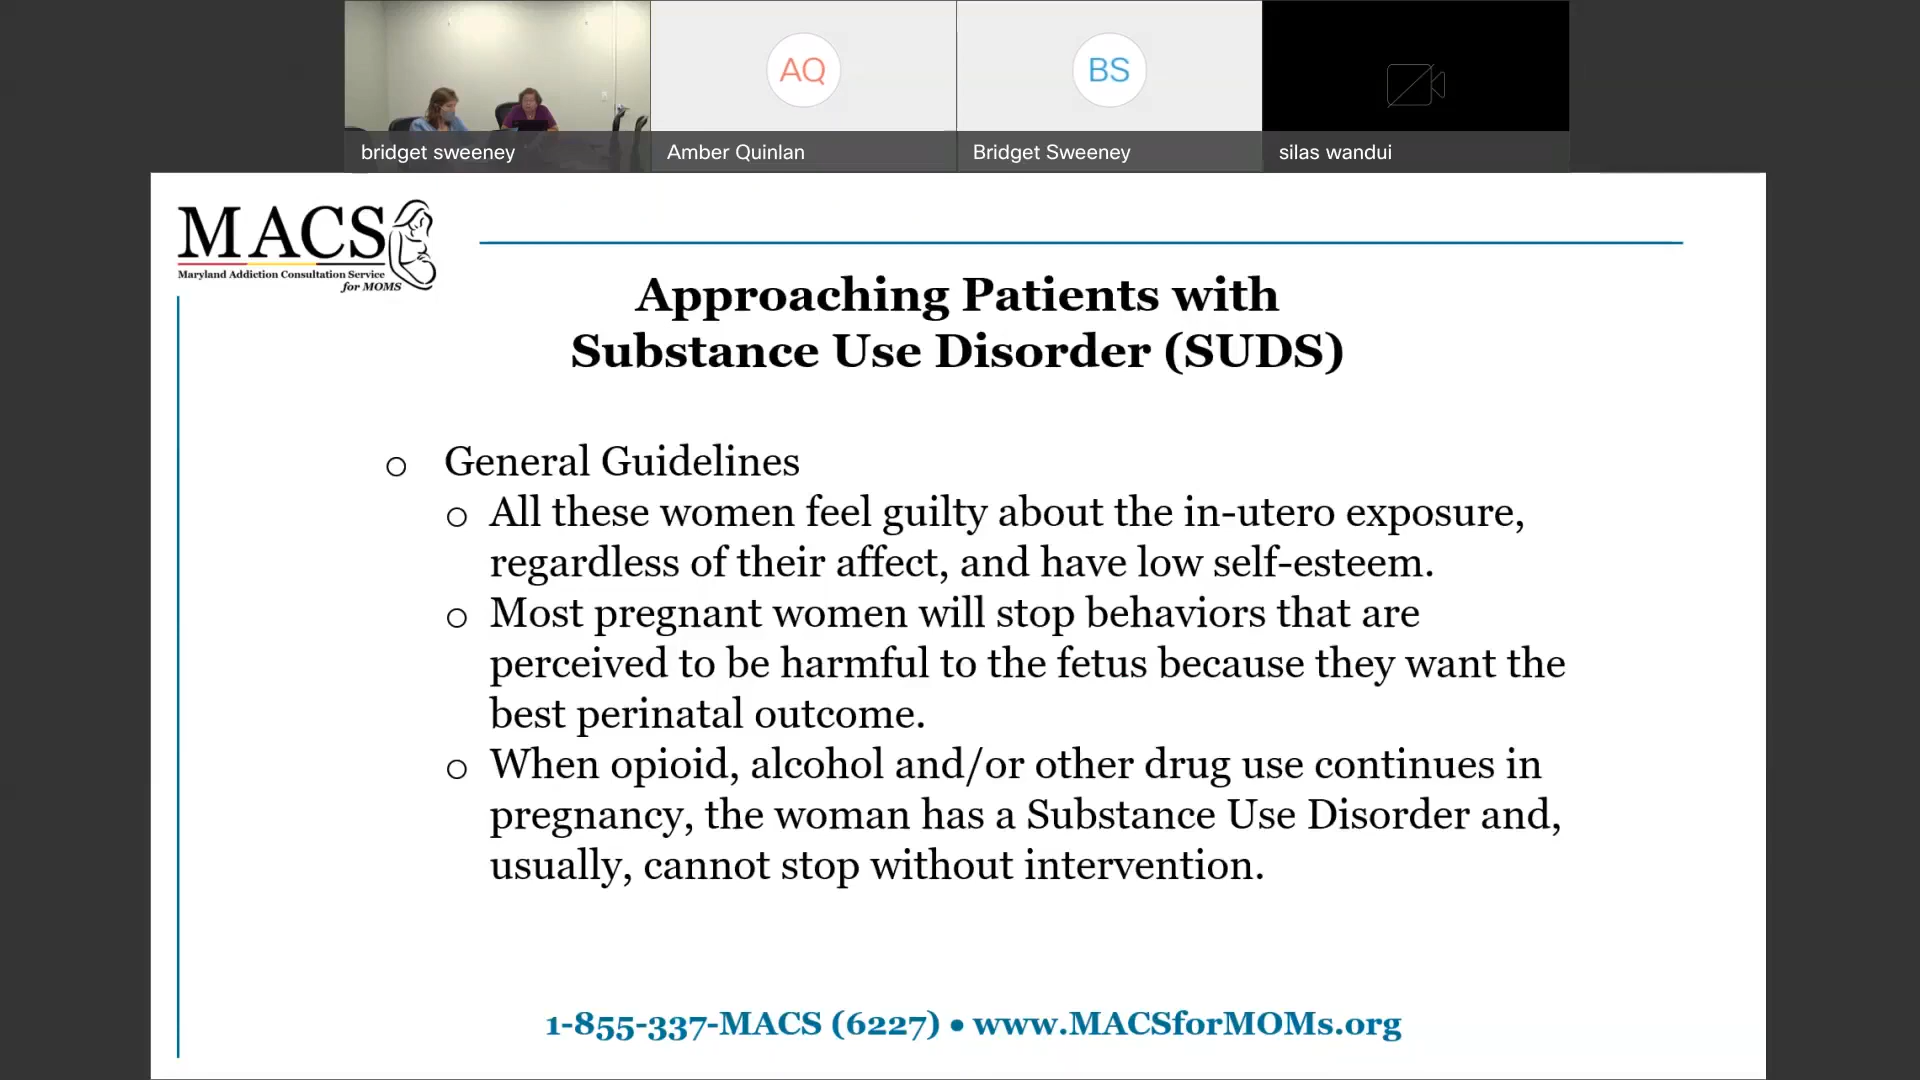 AQ
BS
bridget sweeney
Amber Quinlan
Bridget Sweeney
silas wandui
MACS
Maryland Addiction Consultation Service
for MOMS
Approaching Patients with
Substance Use Disorder (SUDS)
General Guidelines
All these women feel guilty about the in-utero exposure,
regardless of their affect, and have low self-esteem.
Most pregnant women will stop behaviors that are
perceived to be harmful to the fetus because they want the
best perinatal outcome.
When opioid, alcohol and/or other drug use continues in
pregnancy, the woman has a Substance Use Disorder and,
usually, cannot stop without intervention.
1-855-337-MACS (6227) • www.MACSforMOMs.org